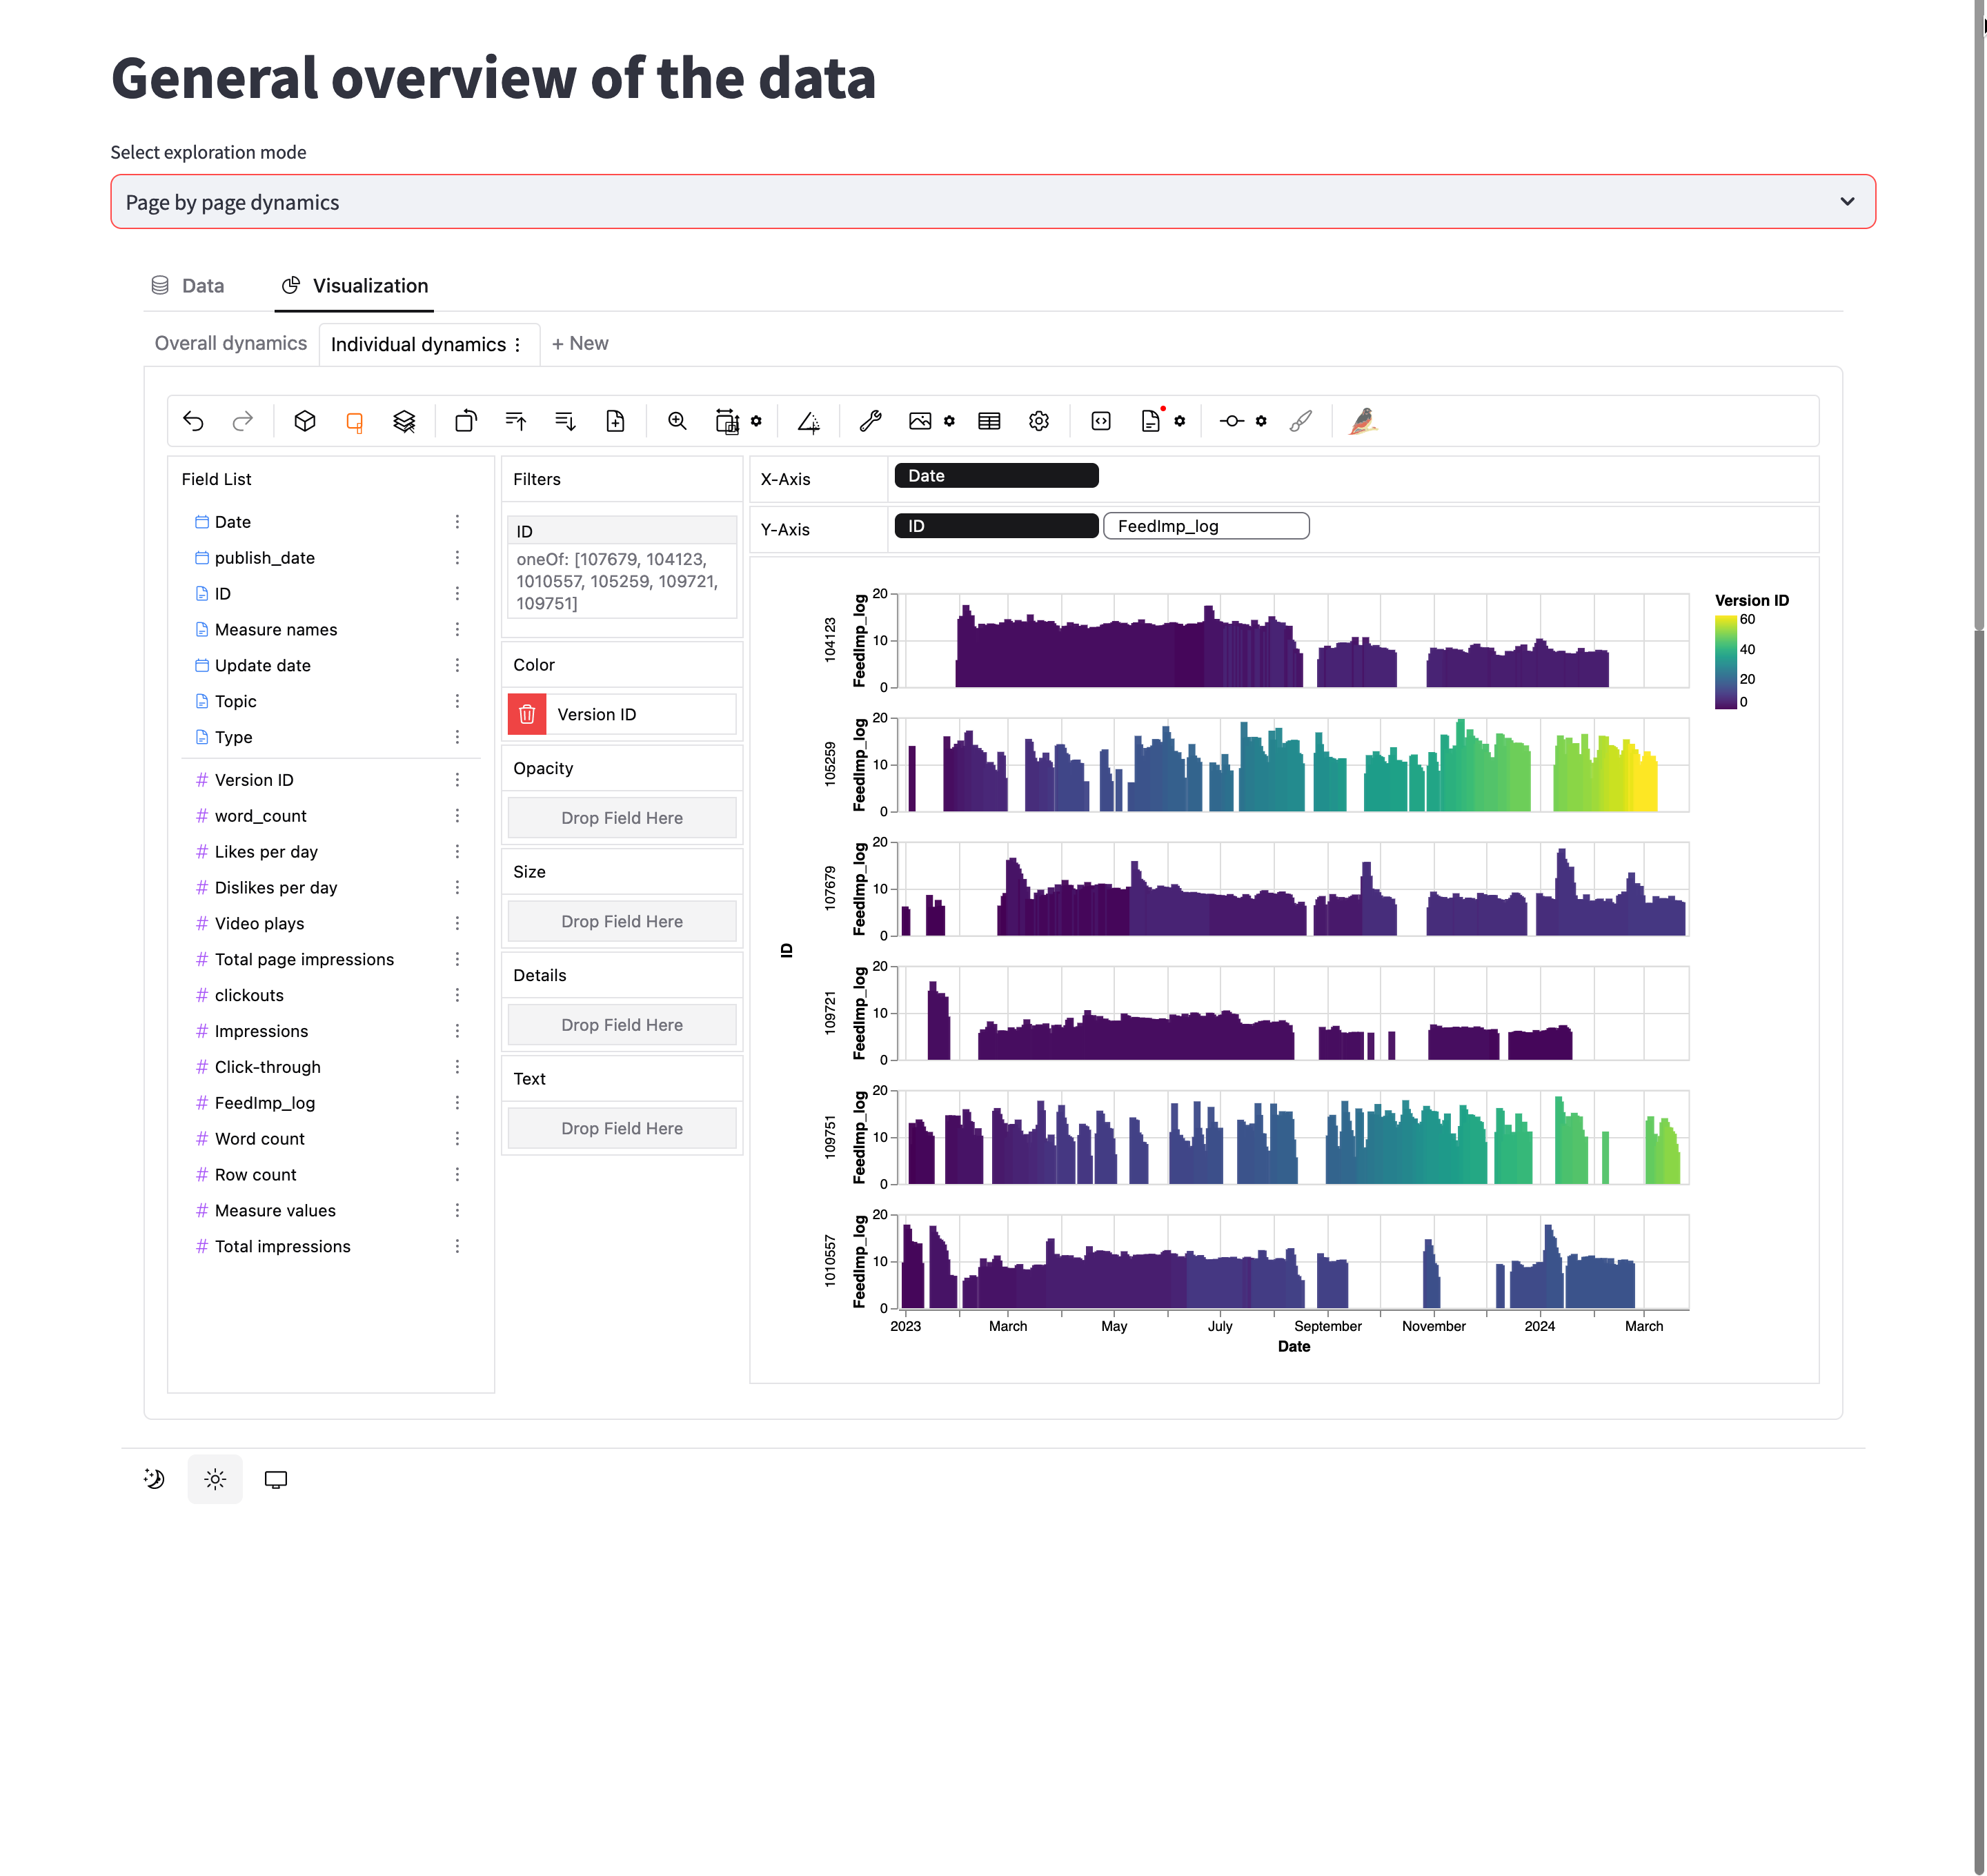 General overview of the data
Select exploration mode
Page by page dynamics
Data
Visualization
Overall dynamics
Individual dynamics
+ New
Field List
Date
publish_date
ID
Measure names
Update date
Topic
Type
Version ID
word_count
Likes per day
Dislikes per day
Video plays
Total page impressions
clickouts
Impressions
Click-through
FeedImp_log
Word count
Row count
Measure values
Total impressions
Filters
ID
oneOf: [107679, 104123,
1010557, 105259, 109721,
109751]
Color
Version ID
Opacity
Drop Field Here
Size
Drop Field Here
Details
Drop Field Here
Text
Drop Field Here
X-Axis
Date
Y-Axis
ID
FeedImp_log
ID
104123
FeedImp_log
20
10
0
105259
FeedImp_log
20
10
0
107679
FeedImp_log
20
10
0
109721
FeedImp_log
20
10
0
109751
FeedImp_log
20
10
0
1010557
FeedImp_log
20
10
0
2023 March May July September November 2024 March
Date
Version ID
60
40
20
0